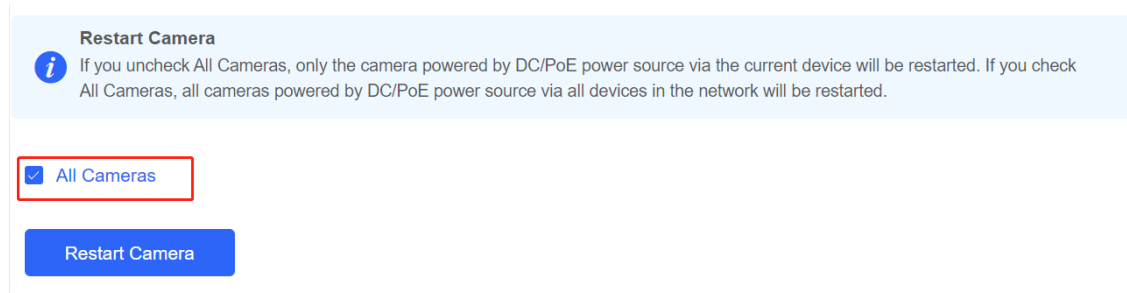 Restart Camera
If you uncheck All Cameras, only the camera powered by DC/PoE power source via the current device will be restarted. If you check
All Cameras, all cameras powered by DC/PoE power source via all devices in the network will be restarted.
All Cameras
Restart Camera